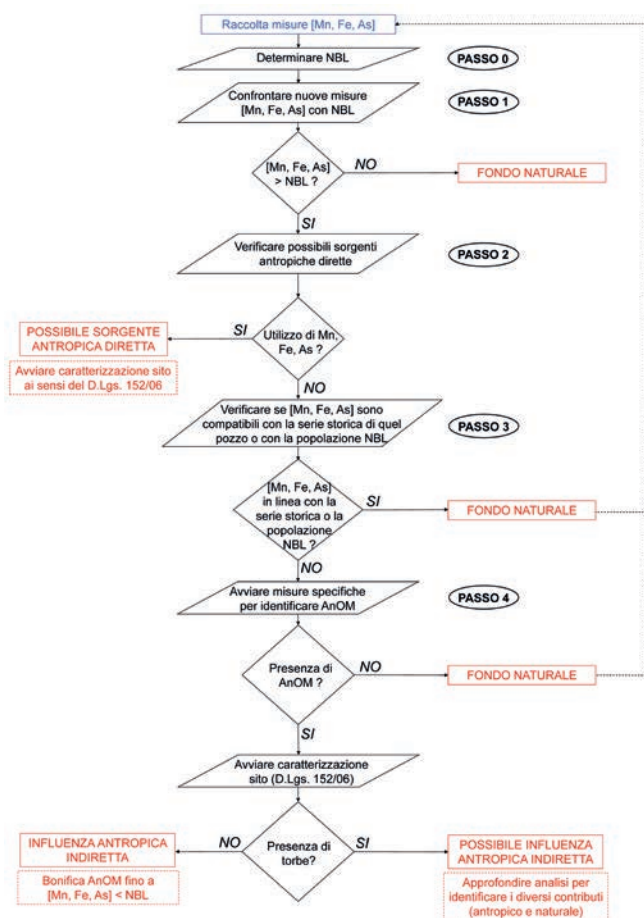 Raccolta misure [Mn, Fe, As]
Determinare NBL
PASSO 0
Confrontare nuove misure
[Mn, Fe, As] con NBL
PASSO 1
[Mn, Fe, As]
> NBL ?
NO
FONDO NATURALE
SI
Verificare possibili sorgenti
antropiche dirette
PASSO 2
POSSIBILE SORGENTE
ANTROPICA DIRETTA
SI
Utilizzo di Mn,
Fe, As ?
Avviare caratterizzazione sito
ai sensi del D.Lgs. 152/06
NO
Verificare se [Mn, Fe, As] sono
compatibili con la serie storica di quel
pozzo o con la popolazione NBL
PASSO 3
[Mn, Fe, As]
in linea con la
serie storica o la
popolazione
NBL ?
SI
FONDO NATURALE
NO
Avviare misure specifiche
per identificare AnOM
PASSO 4
Presenza di
AnOM ?
NO
FONDO NATURALE
SI
Avviare caratterizzazione
sito (D.Lgs. 152/06)
INFLUENZA ANTROPICA
INDIRETTA
NO
Presenza di
torbe?
SI
POSSIBILE INFLUENZA
ANTROPICA INDIRETTA
Bonifica AnOM fino a
[Mn, Fe, As] < NBL
Approfondire analisi per
identificare i diversi contributi
(antropico e naturale)